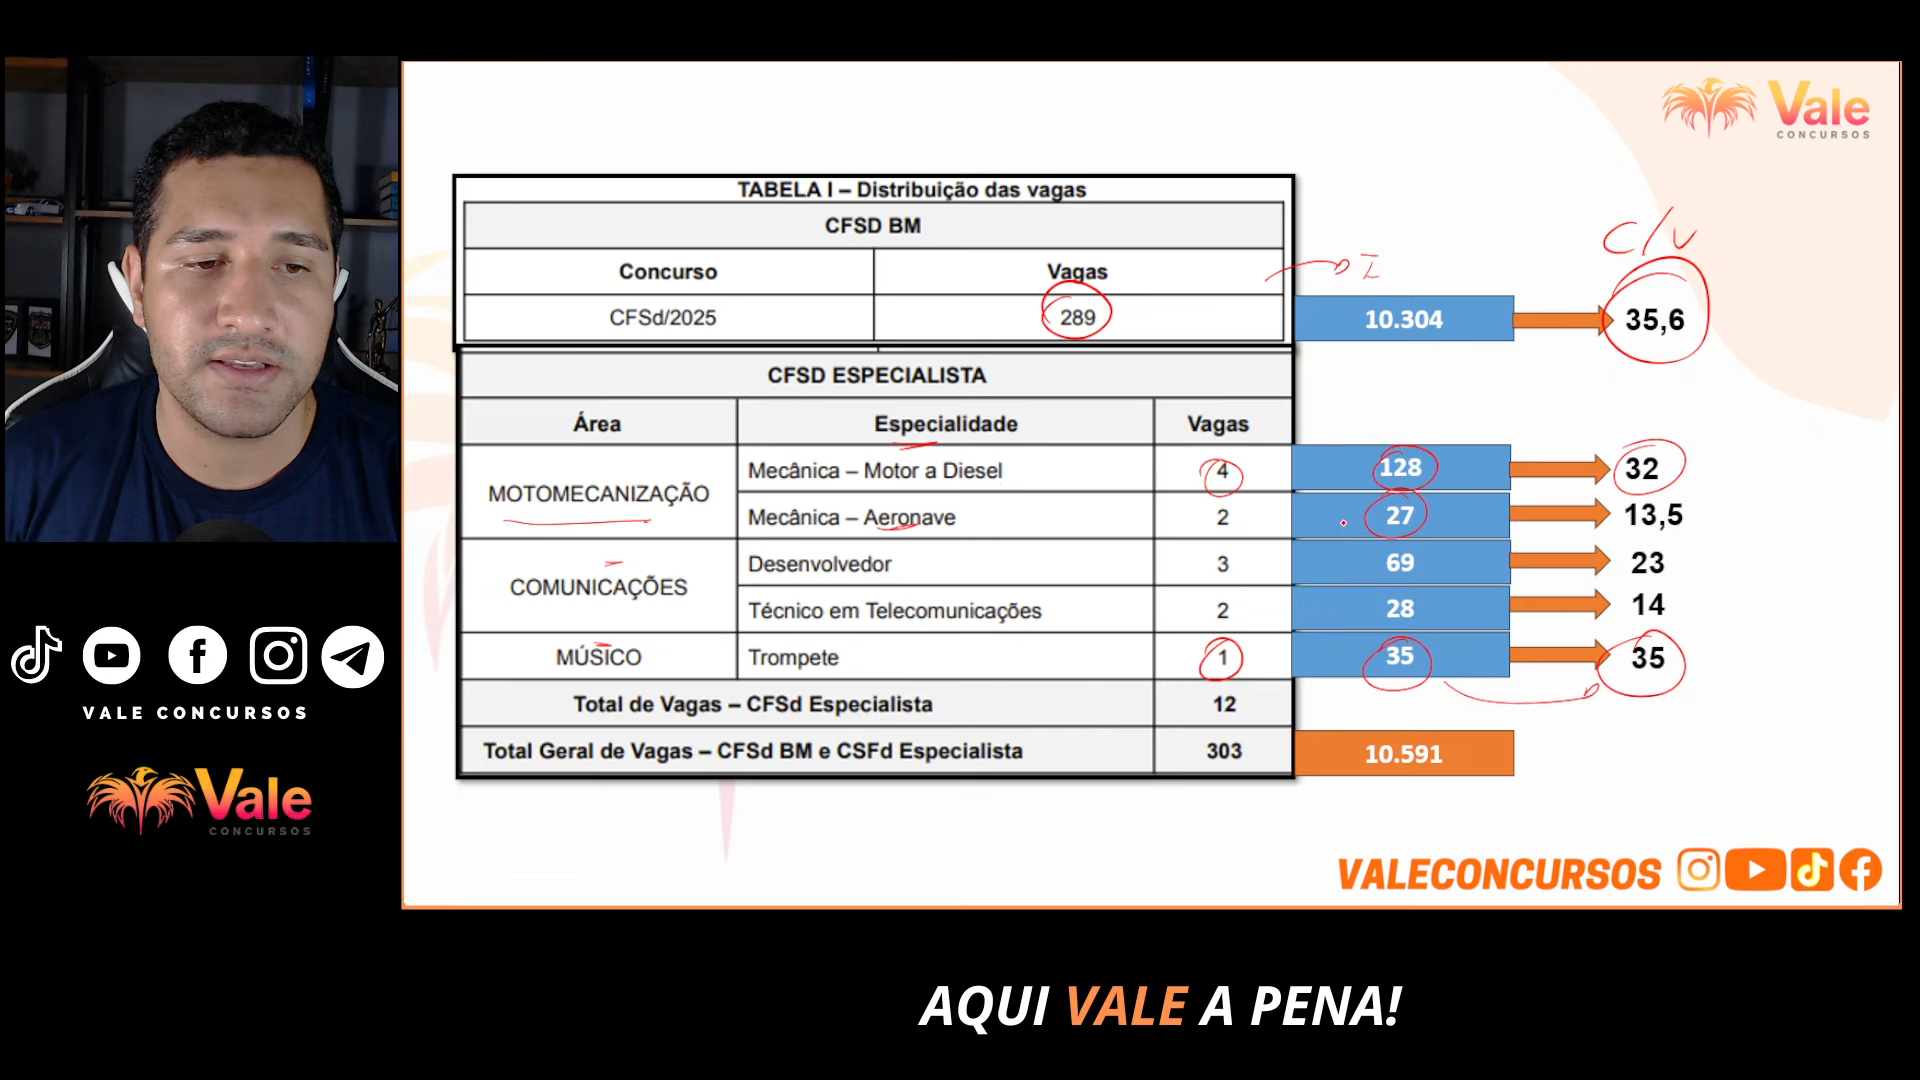 Vale
CONCURSOS
TABELA I – Distribuição das vagas
CFSD BM
Concurso Vagas
CFSd/2025 289 10.304 35,6
C/V
I
CFSD ESPECIALISTA
Área Especialidade Vagas
MOTOMECANIZAÇÃO
Mecânica – Motor a Diesel 4 128 32
Mecânica – Aeronave 2 27 13,5
COMUNICAÇÕES
Desenvolvedor 3 69 23
Técnico em Telecomunicações 2 28 14
MÚSICO Trompete 1 35 35
Total de Vagas – CFSd Especialista 12
Total Geral de Vagas – CFSd BM e CSFd Especialista 303 10.591
VALE CONCURSOS
Vale
CONCURSOS
VALECONCURSOS
AQUI VALE A PENA!